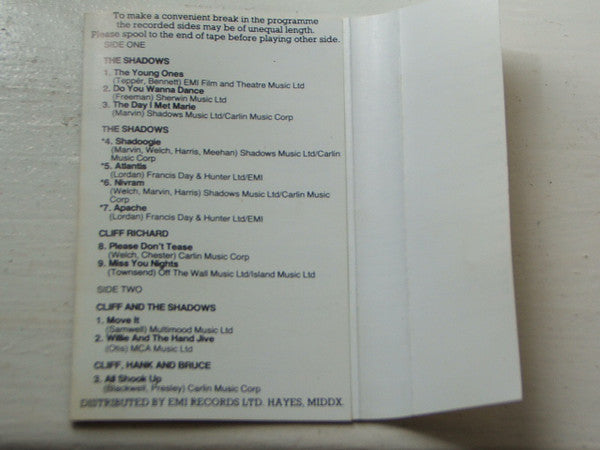 To make a convenient break in the programme
the recorded sides may be of unequal length.
Please spool to the end of tape before playing other side.
SIDE ONE
THE SHADOWS
1. The Young Ones
(Tepper, Bennett) EMI Film and Theatre Music Ltd
2. Do You Wanna Dance
(Freeman) Sherwin Music Ltd
3. The Day I Met Marie
(Marvin) Shadows Music Ltd/Carlin Music Corp
THE SHADOWS
*4. Shadoogie
(Marvin, Welch, Harris, Meehan) Shadows Music Ltd/Carlin
Music Corp
*5. Atlantis
(Lordan) Francis Day & Hunter Ltd/EMI
*6. Nivram
(Welch, Marvin, Harris) Shadows Music Ltd/Carlin Music
Corp
*7. Apache
(Lordan) Francis Day & Hunter Ltd/EMI
CLIFF RICHARD
8. Please Don't Tease
(Welch, Chester) Carlin Music Corp
9. Miss You Nights
(Townsend) Off The Wall Music Ltd/Island Music Ltd
SIDE TWO
CLIFF AND THE SHADOWS
1. Move It
(Samwell) Multimood Music Ltd
2. Willie And The Hand Jive
(Otis) MCA Music Ltd
CLIFF, HANK AND BRUCE
3. All Shook Up
(Blackwell, Presley) Carlin Music Corp
DISTRIBUTED BY EMI RECORDS LTD. HAYES, MIDDX.